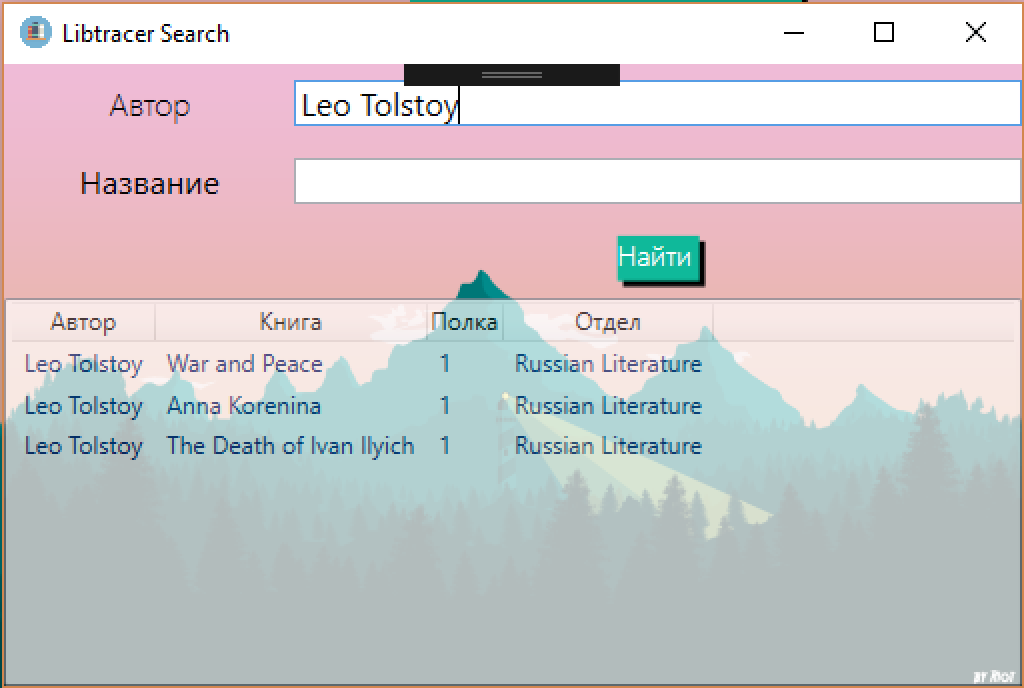 Libtracer Search
Автор Leo Tolstoy
Название
Найти
Автор Книга Полка Отдел
Leo Tolstoy War and Peace 1 Russian Literature
Leo Tolstoy Anna Korenina 1 Russian Literature
Leo Tolstoy The Death of Ivan Ilyich 1 Russian Literature
BY